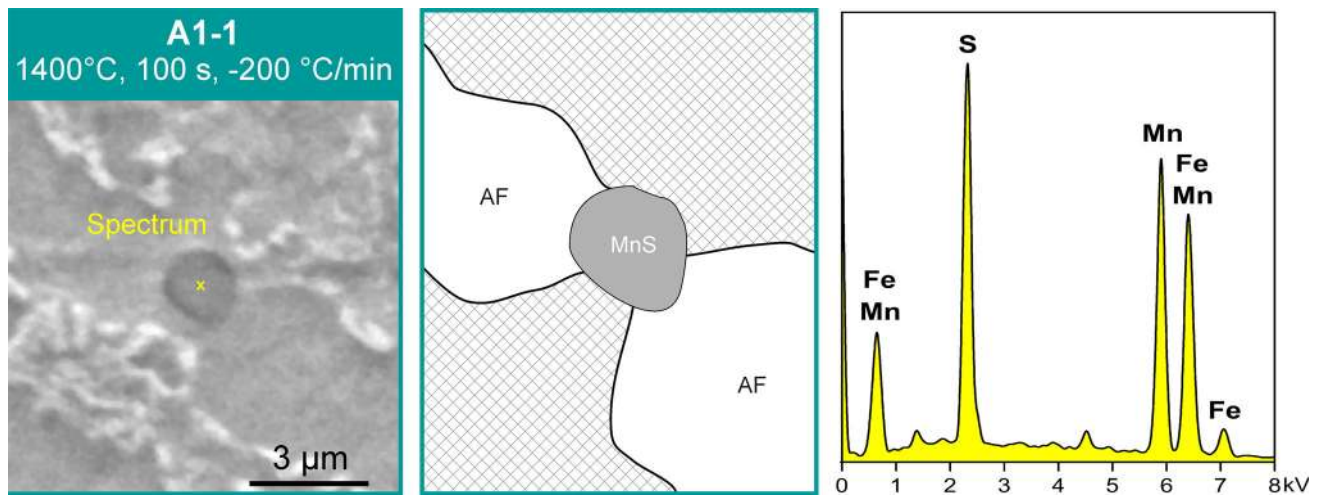 A1-1
1400°C, 100 s, -200 °C/min
Spectrum
x
3 µm
AF
MnS
AF
S
Mn
Fe
Mn
Fe
Mn
Fe
0 1 2 3 4 5 6 7 8kV